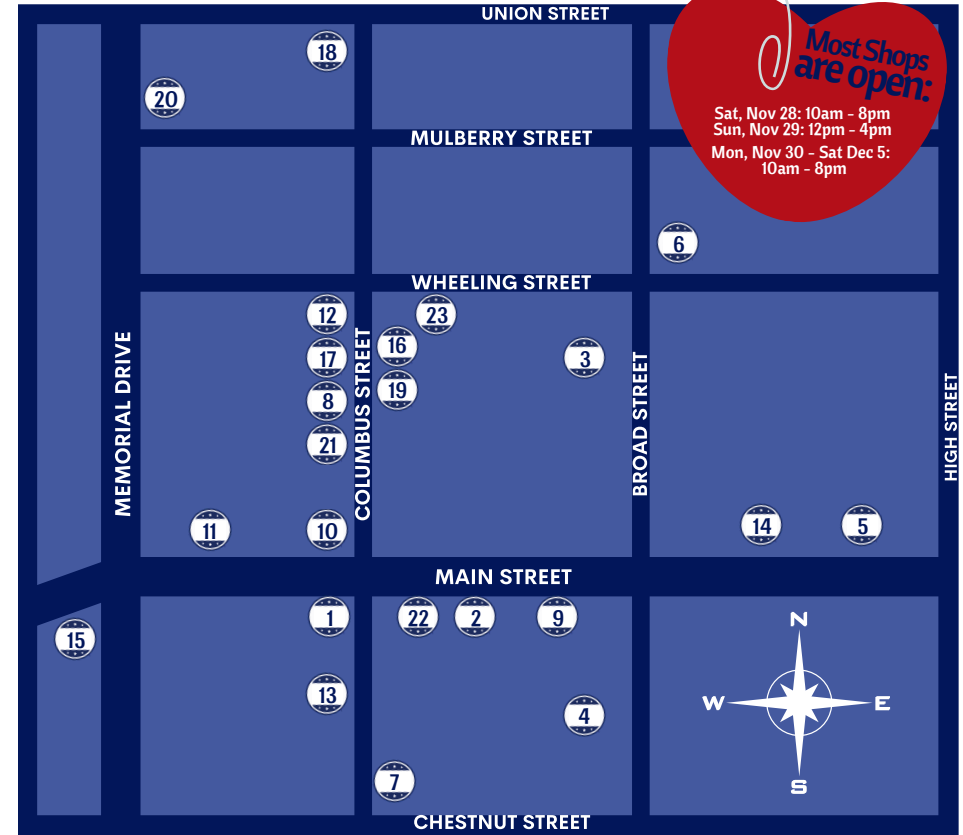 UNION STREET
Most Shops
are open:
Sat, Nov 28: 10am - 8pm
Sun, Nov 29: 12pm - 4pm
Mon, Nov 30 - Sat Dec 5:
10am - 8pm
18
20
MULBERRY STREET
6
WHEELING STREET
12
23
16
17
3
19
8
21
MEMORIAL DRIVE
COLUMBUS STREET
BROAD STREET
HIGH STREET
11
10
14
5
MAIN STREET
1
22
2
9
15
13
4
7
N
W
E
S
CHESTNUT STREET